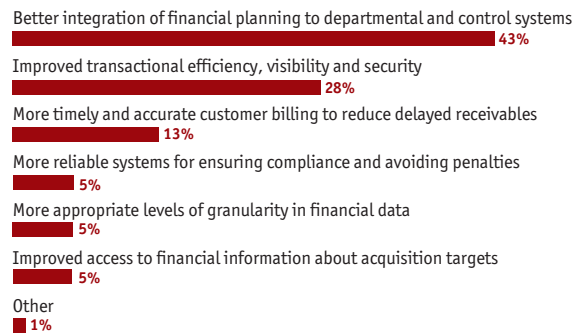 Better integration of financial planning to departmental and control systems
43%
Improved transactional efficiency, visibility and security
28%
More timely and accurate customer billing to reduce delayed receivables
13%
More reliable systems for ensuring compliance and avoiding penalties
5%
More appropriate levels of granularity in financial data
5%
Improved access to financial information about acquisition targets
5%
Other
1%